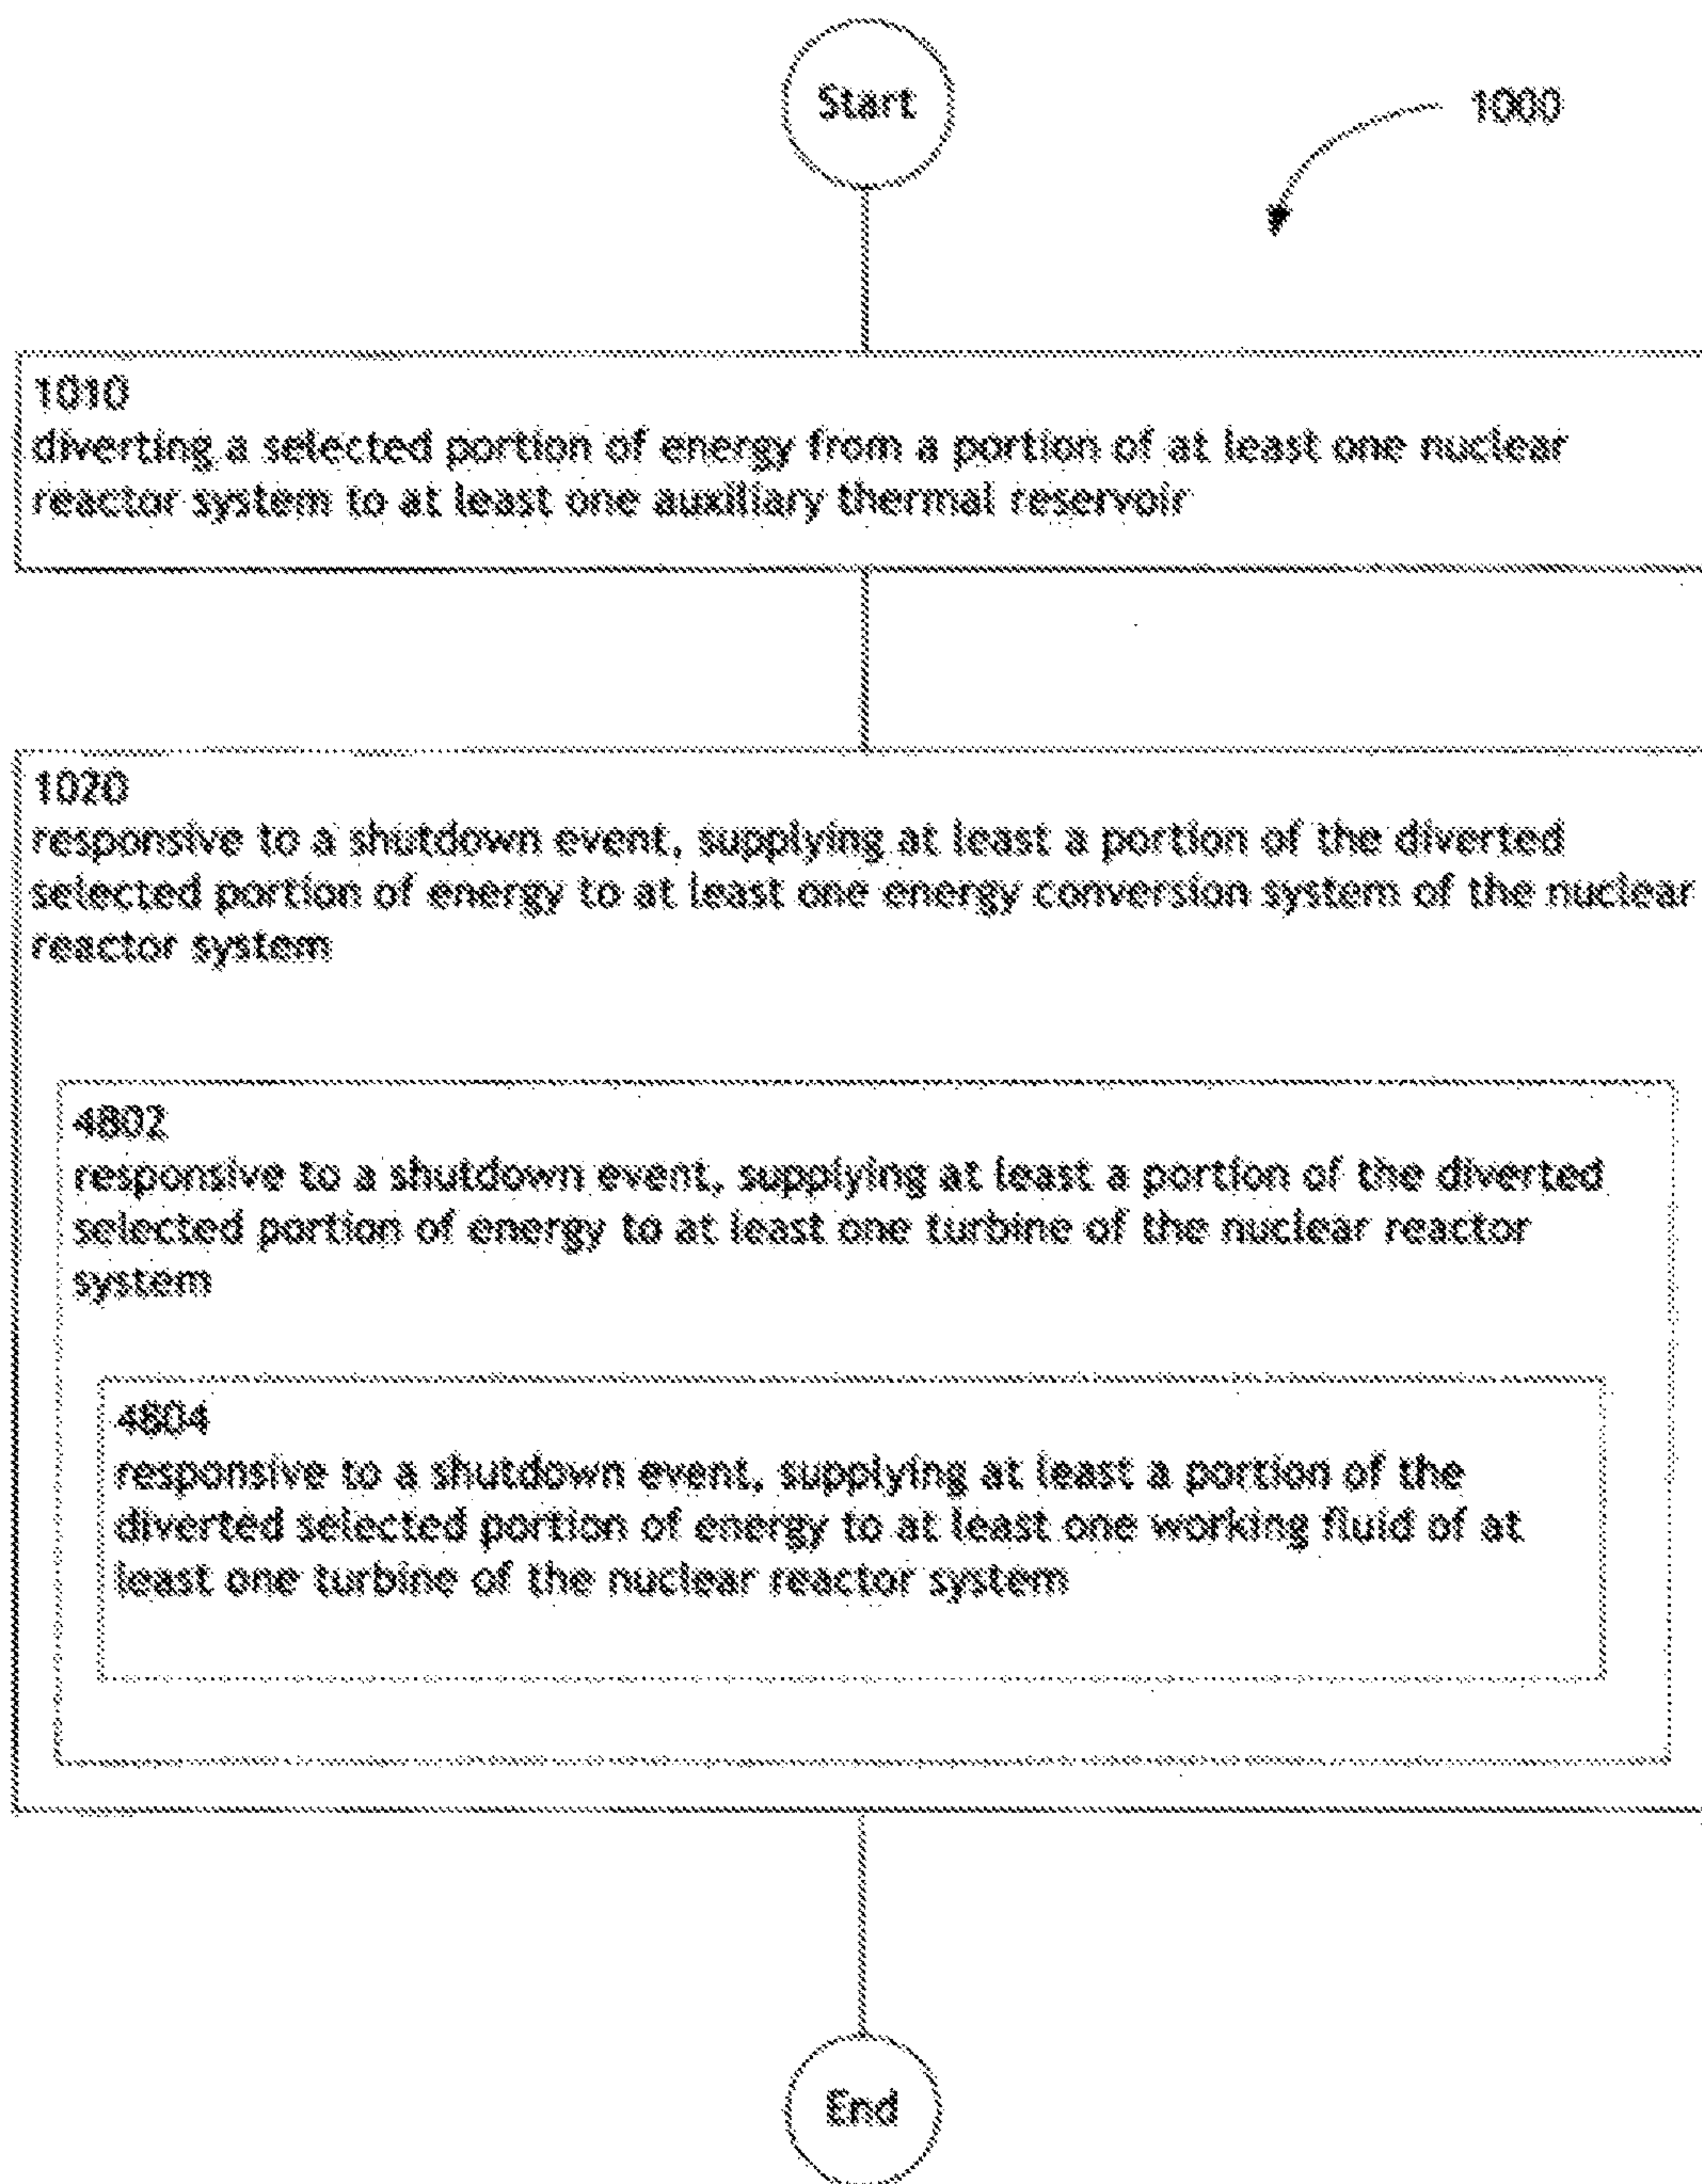 Start
1000
1010
diverting a selected portion of energy from a portion of at least one nuclear
reactor system to at least one auxiliary thermal reservoir
1020
responsive to a shutdown event, supplying at least a portion of the diverted
selected portion of energy to at least one energy conversion system of the nuclear
reactor system
4802
responsive to a shutdown event, supplying at least a portion of the diverted
selected portion of energy to at least one turbine of the nuclear reactor
system
4804
responsive to a shutdown event, supplying at least a portion of the
diverted selected portion of energy to at least one working fluid of at
least one turbine of the nuclear reactor system
End